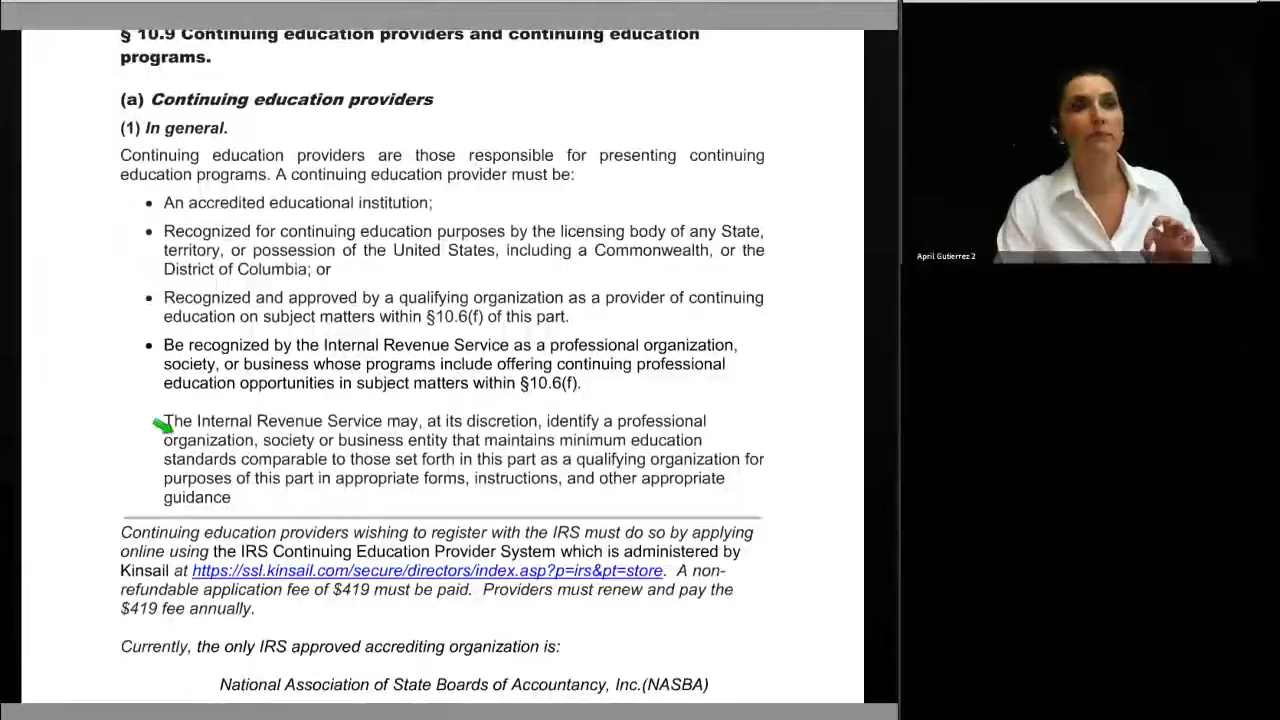 § 10.9 Continuing education providers and continuing education
programs.
(a) Continuing education providers
(1) In general.
Continuing education providers are those responsible for presenting continuing
education programs. A continuing education provider must be:
• An accredited educational institution;
• Recognized for continuing education purposes by the licensing body of any State,
territory, or possession of the United States, including a Commonwealth, or the
District of Columbia; or
• Recognized and approved by a qualifying organization as a provider of continuing
education on subject matters within §10.6(f) of this part.
• Be recognized by the Internal Revenue Service as a professional organization,
society, or business whose programs include offering continuing professional
education opportunities in subject matters within §10.6(f).
The Internal Revenue Service may, at its discretion, identify a professional
organization, society or business entity that maintains minimum education
standards comparable to those set forth in this part as a qualifying organization for
purposes of this part in appropriate forms, instructions, and other appropriate
guidance
Continuing education providers wishing to register with the IRS must do so by applying
online using the IRS Continuing Education Provider System which is administered by
Kinsail at https://ssl.kinsail.com/secure/directors/index.asp?p=irs&pt=store. A non-
refundable application fee of $419 must be paid. Providers must renew and pay the
$419 fee annually.
Currently, the only IRS approved accrediting organization is:
National Association of State Boards of Accountancy, Inc.(NASBA)
April Gutierrez 2